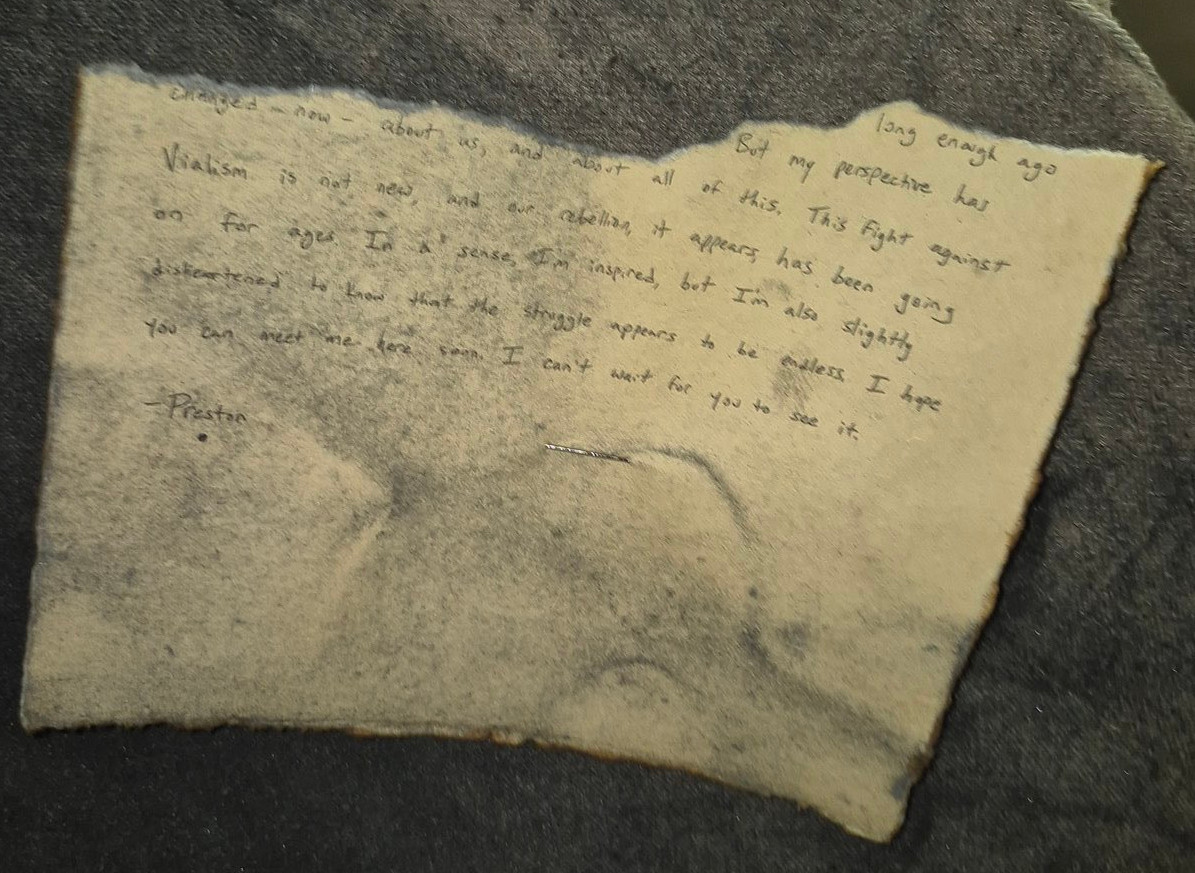 long enough ago
But my perspective has
changed – now – about us, and about all of this. This fight against
Vialism is not new, and our rebellion, it appears, has been going
on for ages. In a sense, I'm inspired, but I'm also slightly
disheartened to know that the struggle appears to be endless. I hope
you can meet me here soon. I can't wait for you to see it.
-Preston